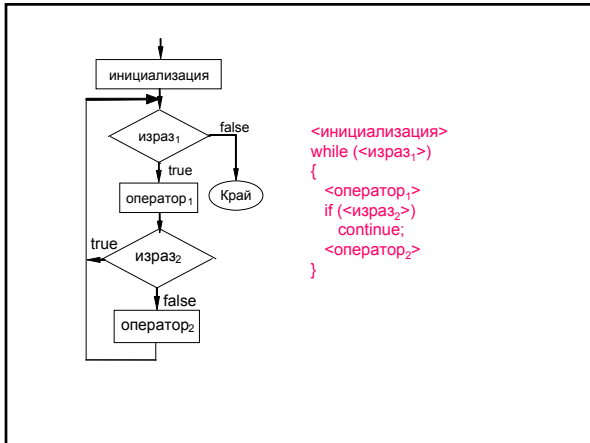 инициализация
израз₁
false
true
оператор₁
Край
true
израз₂
false
оператор₂
<инициализация>
while (<израз₁>)
{
<оператор₁>
if (<израз₂>)
continue;
<оператор₂>
}